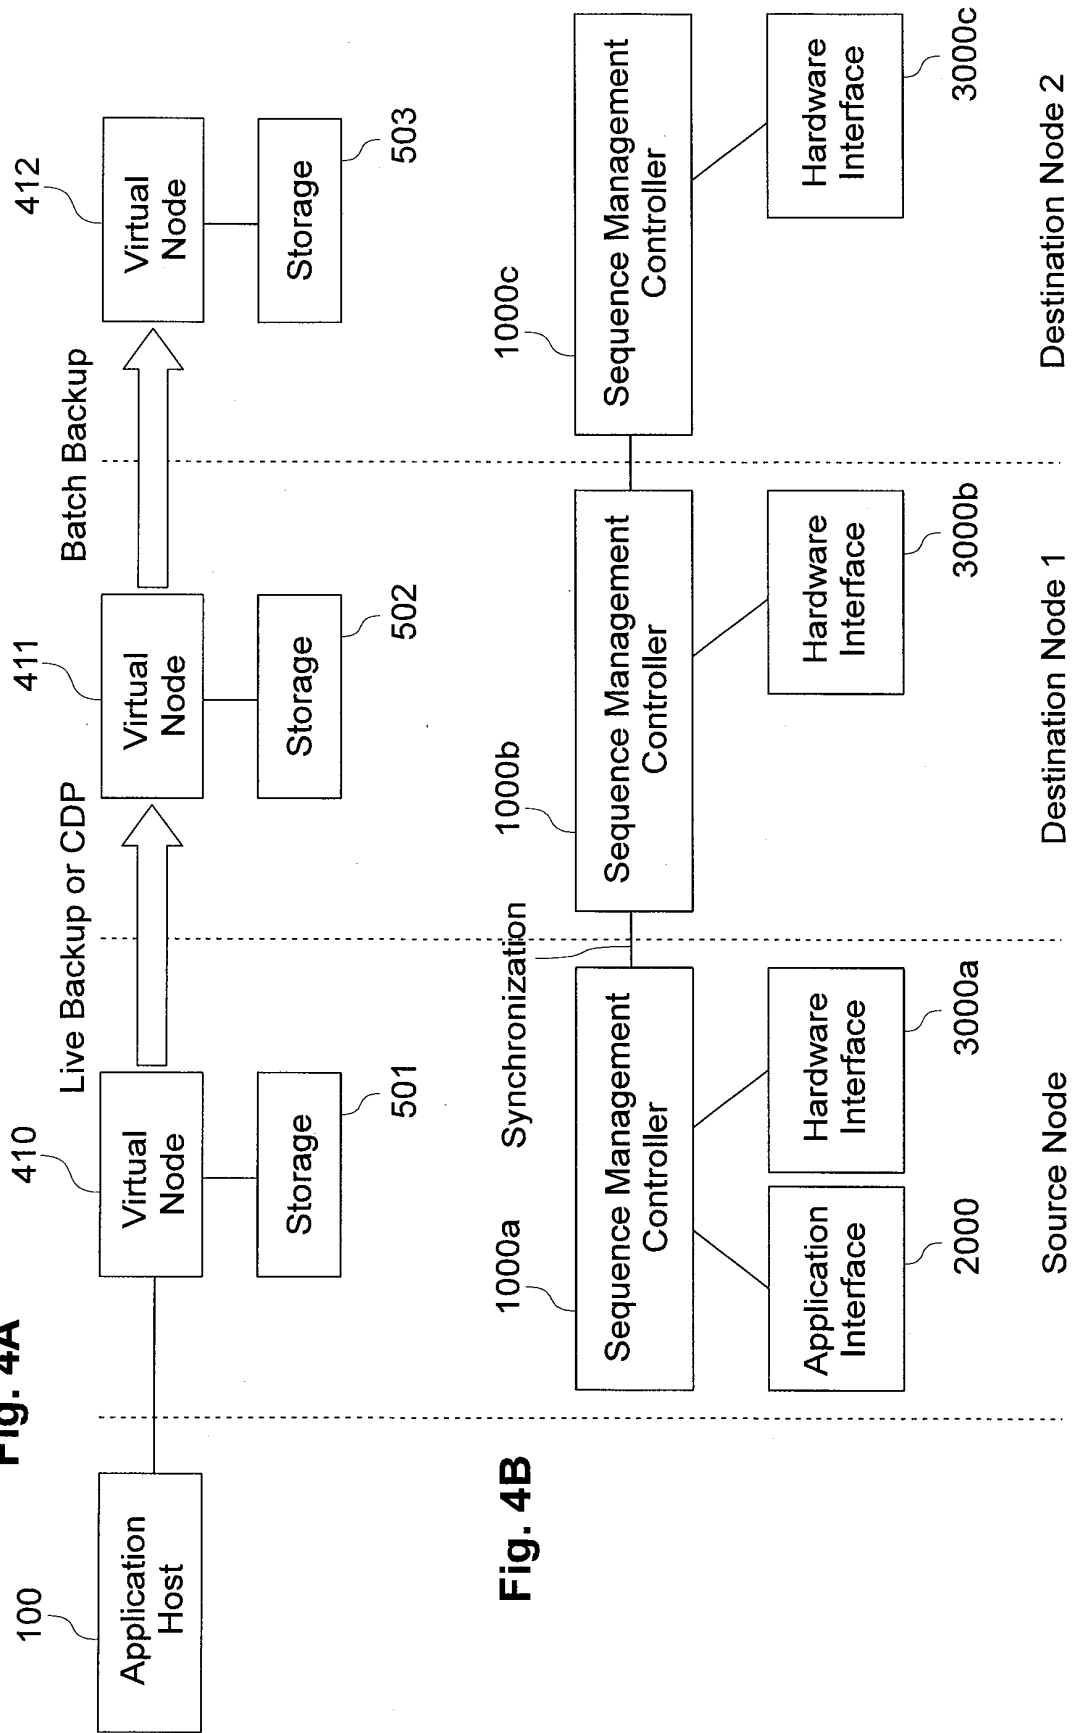 Fig. 4A
100
Application
Host
410
Virtual
Node
Storage
501
Live Backup or CDP
411
Virtual
Node
Storage
502
Batch Backup
412
Virtual
Node
Storage
503
Fig. 4B
1000a
Sequence Management
Controller
Application
Interface
2000
Hardware
Interface
3000a
Source Node
Synchronization
1000b
Sequence Management
Controller
Hardware
Interface
3000b
Destination Node 1
1000c
Sequence Management
Controller
Hardware
Interface
3000c
Destination Node 2